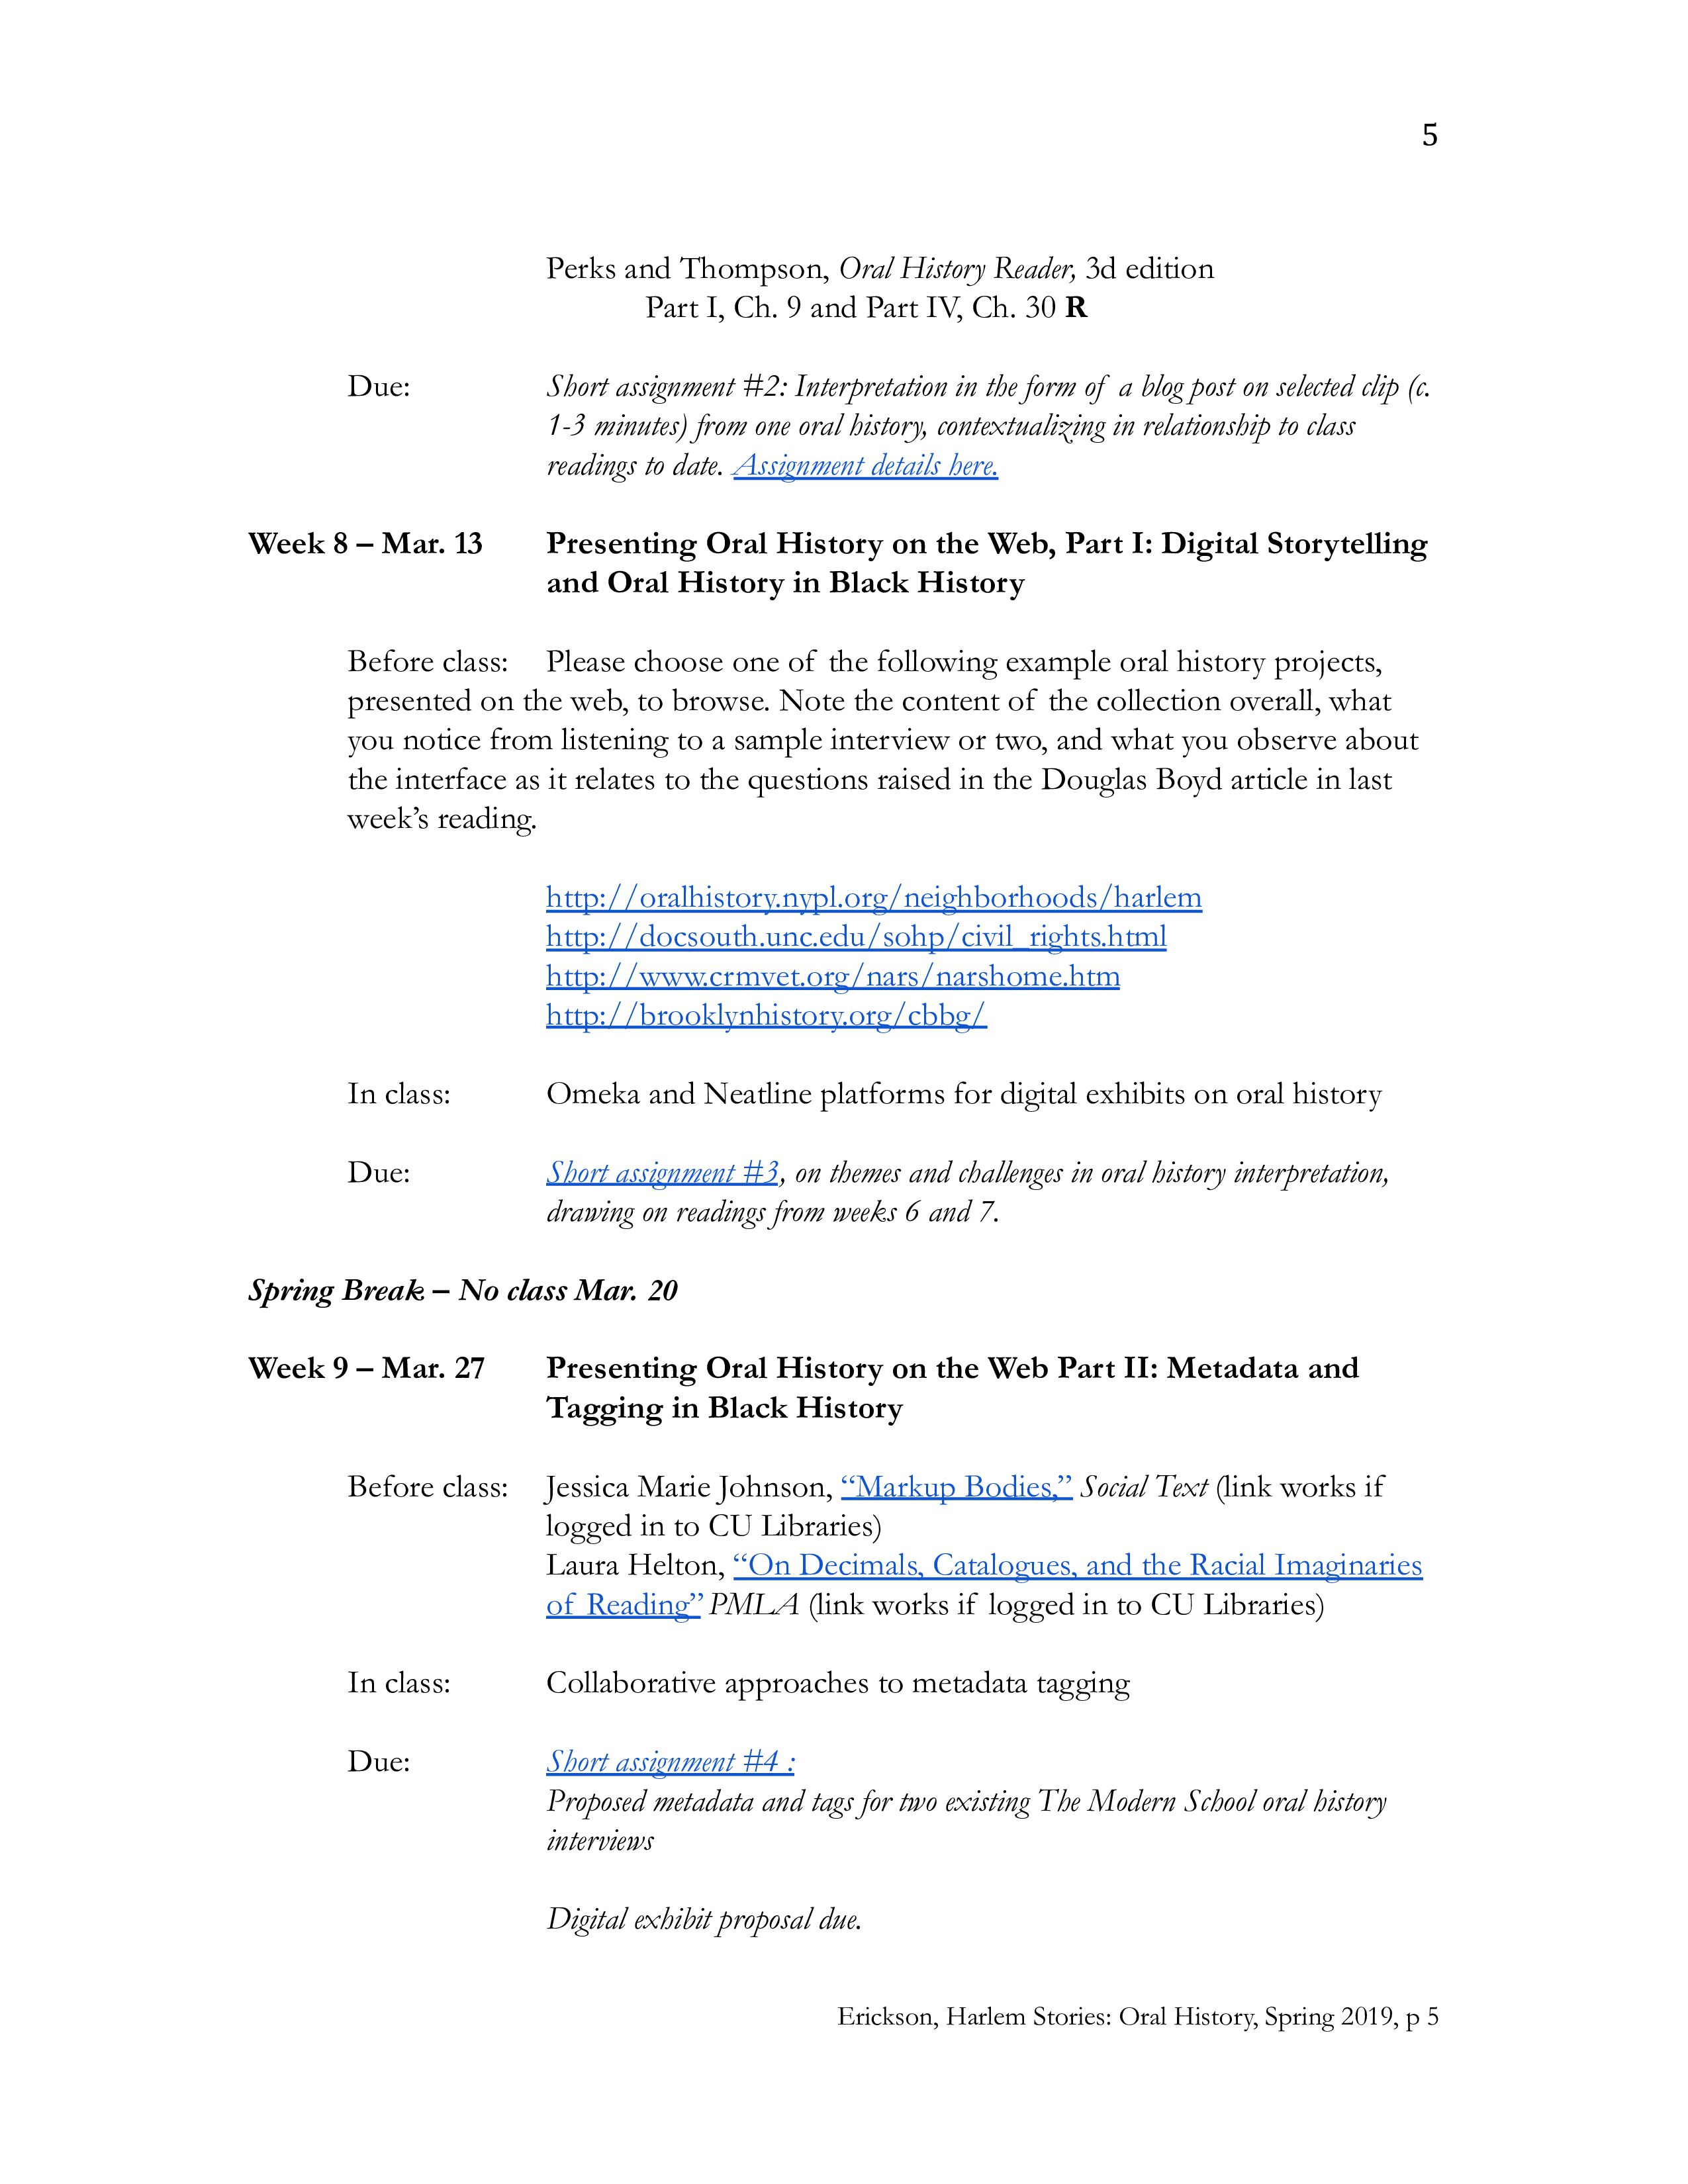 5
Perks and Thompson, Oral History Reader, 3d edition
Part I, Ch. 9 and Part IV, Ch. 30 R
Due: Short assignment #2: Interpretation in the form of a blog post on selected clip (c.
1-3 minutes) from one oral history, contextualizing in relationship to class
readings to date. Assignment details here.
Week 8 – Mar. 13 Presenting Oral History on the Web, Part I: Digital Storytelling
and Oral History in Black History
Before class: Please choose one of the following example oral history projects,
presented on the web, to browse. Note the content of the collection overall, what
you notice from listening to a sample interview or two, and what you observe about
the interface as it relates to the questions raised in the Douglas Boyd article in last
week’s reading.
http://oralhistory.nypl.org/neighborhoods/harlem
http://docsouth.unc.edu/sohp/civil_rights.html
http://www.crmvet.org/nars/narshome.htm
http://brooklynhistory.org/cbbg/
In class: Omeka and Neatline platforms for digital exhibits on oral history
Due: Short assignment #3, on themes and challenges in oral history interpretation,
drawing on readings from weeks 6 and 7.
Spring Break – No class Mar. 20
Week 9 – Mar. 27 Presenting Oral History on the Web Part II: Metadata and
Tagging in Black History
Before class: Jessica Marie Johnson, “Markup Bodies,” Social Text (link works if
logged in to CU Libraries)
Laura Helton, “On Decimals, Catalogues, and the Racial Imaginaries
of Reading” PMLA (link works if logged in to CU Libraries)
In class: Collaborative approaches to metadata tagging
Due: Short assignment #4 :
Proposed metadata and tags for two existing The Modern School oral history
interviews
Digital exhibit proposal due.
Erickson, Harlem Stories: Oral History, Spring 2019, p 5